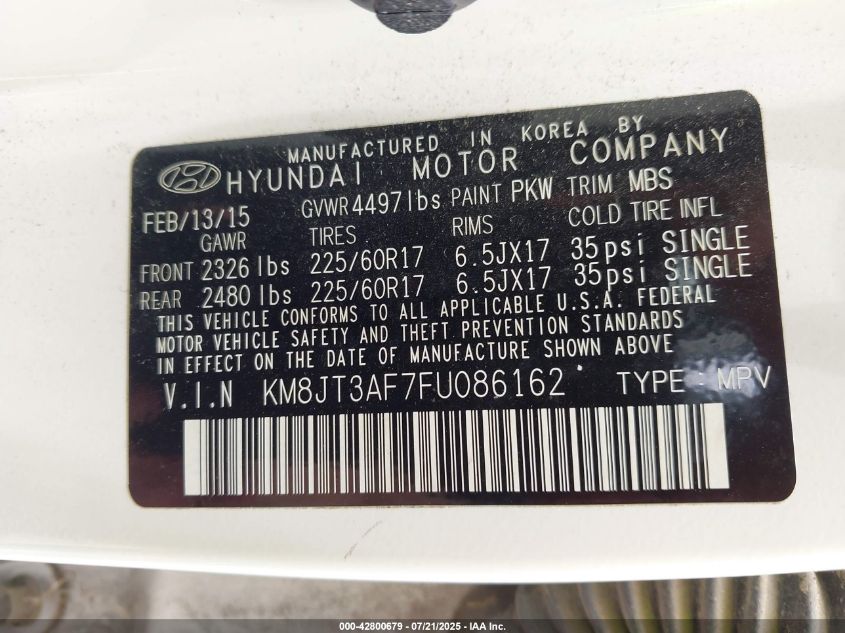 MANUFACTURED IN KOREA BY
HYUNDAI MOTOR COMPANY
FEB/13/15 GVWR 4497 lbs PAINT PKW TRIM MBS
GAWR TIRES RIMS COLD TIRE INFL
FRONT 2326 lbs 225/60R17 6.5JX17 35psi SINGLE
REAR 2480 lbs 225/60R17 6.5JX17 35psi SINGLE
THIS VEHICLE CONFORMS TO ALL APPLICABLE U.S.A. FEDERAL
MOTOR VEHICLE SAFETY AND THEFT PREVENTION STANDARDS
IN EFFECT ON THE DATE OF MANUFACTURE SHOWN ABOVE
V.I.N KM8JT3AF7FU086162 TYPE : MPV
000-42800679 | 07/21/2025 | IAA Inc.